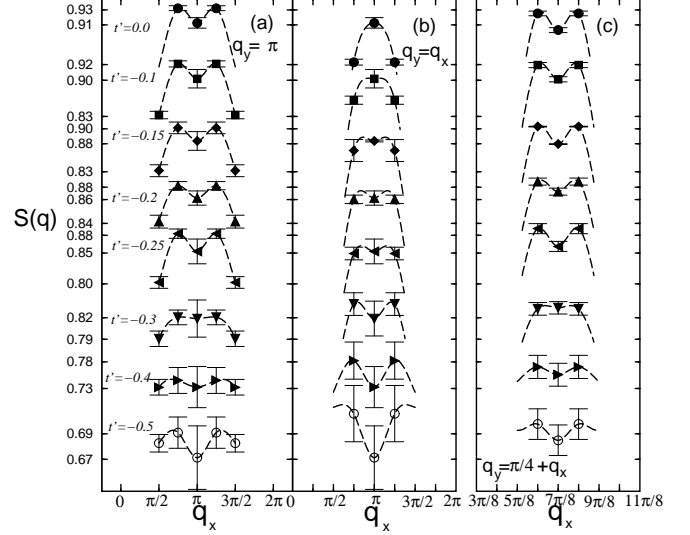 0.93
0.91
0.92
0.90
0.83
0.90
0.88
0.83
0.88
0.86
0.84
0.88
0.85
0.80
0.82
0.79
0.78
0.73
0.69
0.67
S(q)
t'=0.0
t'=−0.1
t'=−0.15
t'=−0.2
t'=−0.25
t'=−0.3
t'=−0.4
t'=−0.5
(a)
qy= π
0 π/2 π 3π/2 2π
qx
(b)
qy=qx
0 π/2 π 3π/2 2π
qx
(c)
qy=π/4+qx
3π/8 5π/8 7π/8 9π/8 11π/8
qx